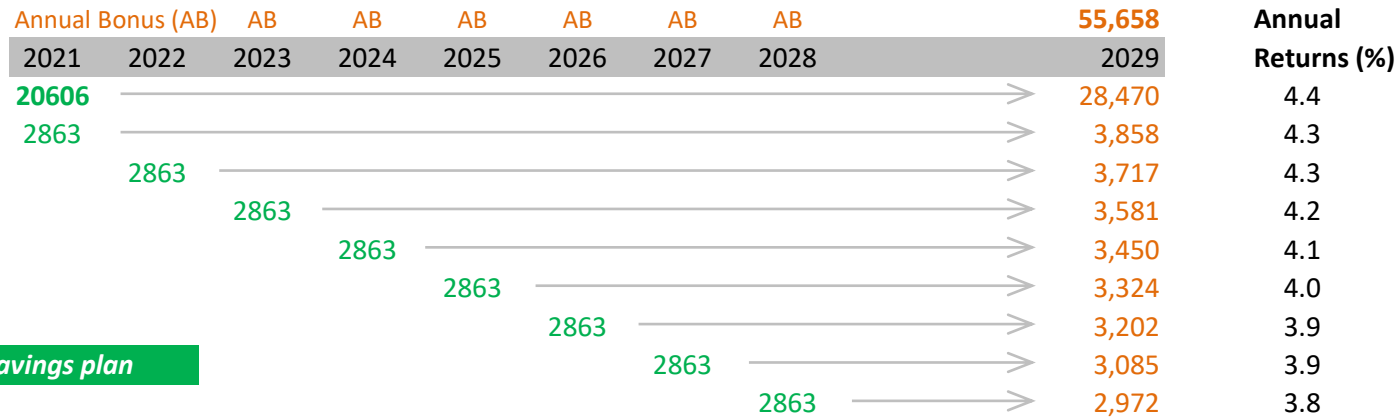 Annual Bonus (AB) AB AB AB AB AB AB 55,658 Annual
2021 2022 2023 2024 2025 2026 2027 2028 2029 Returns (%)
20606 28,470 4.4
2863 3,858 4.3
2863 3,717 4.3
2863 3,581 4.2
2863 3,450 4.1
2863 3,324 4.0
2863 3,202 3.9
avings plan 2863 3,085 3.9
2863 2,972 3.8